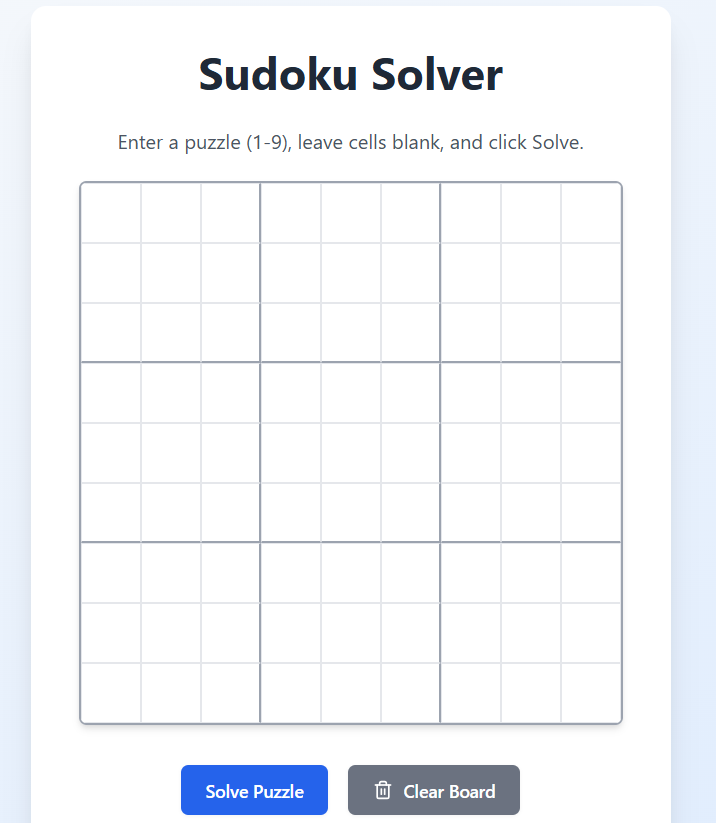 Sudoku Solver
Enter a puzzle (1-9), leave cells blank, and click Solve.
Solve Puzzle
Clear Board